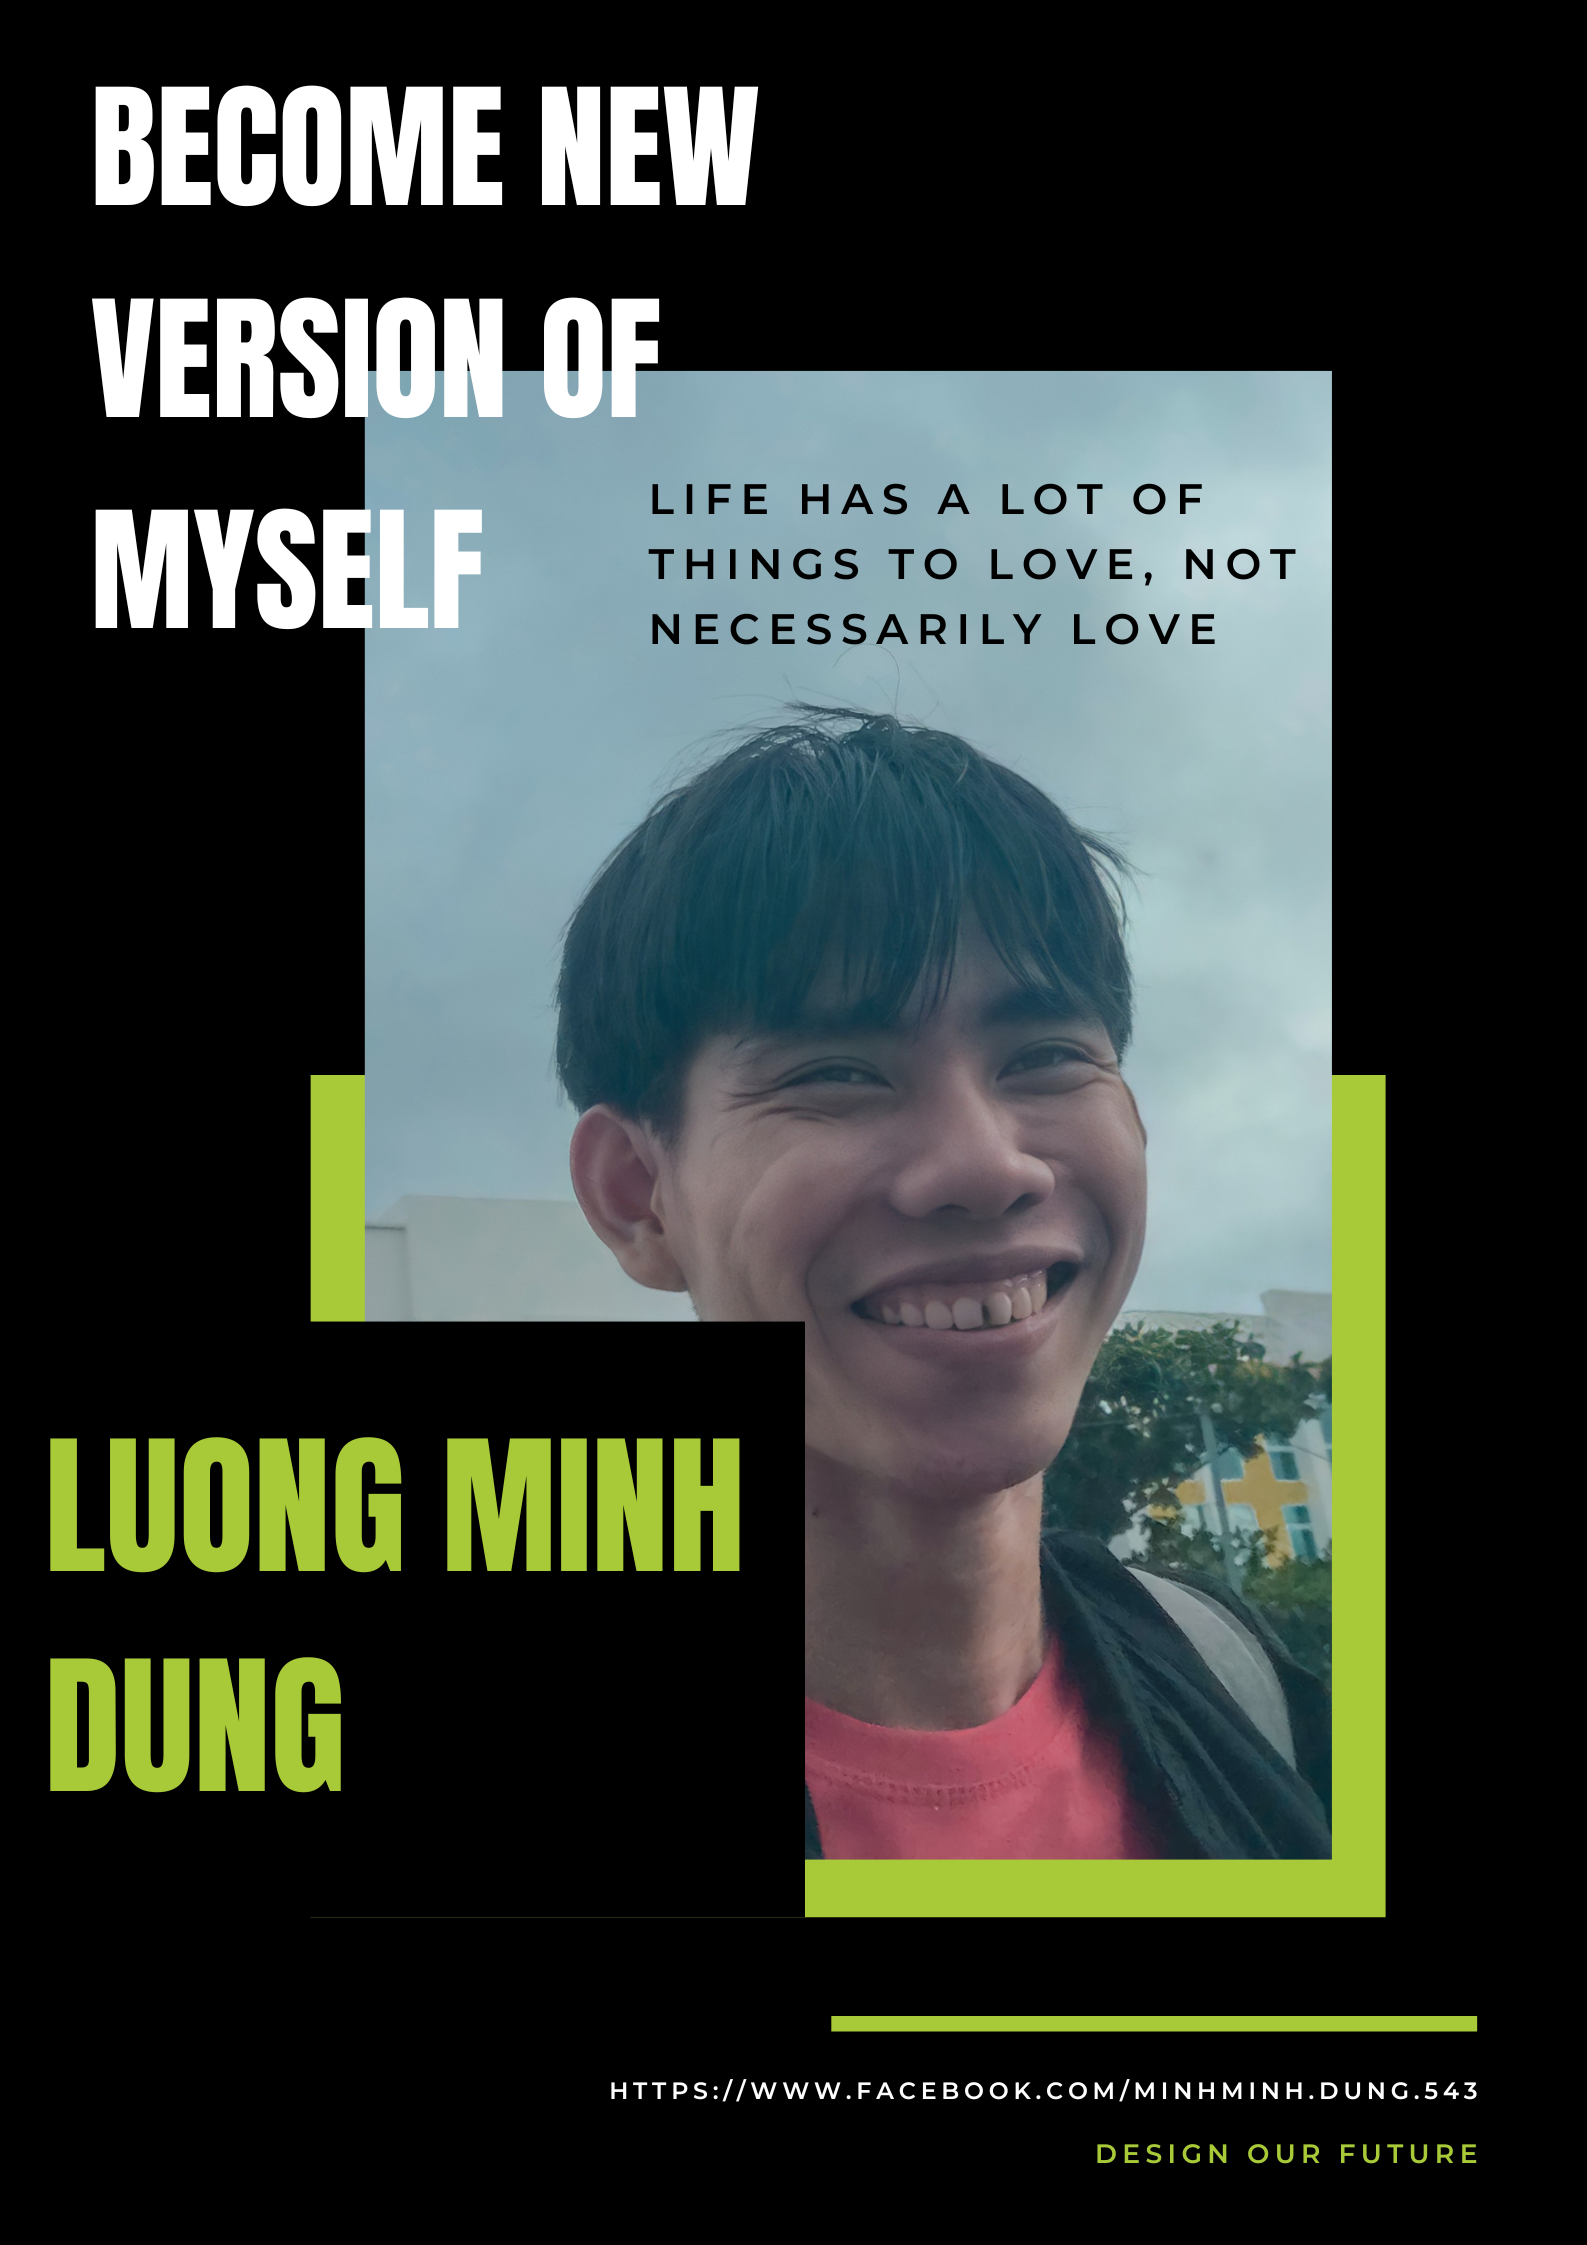 BECOME NEW
VERSION OF
MYSELF
LIFE HAS A LOT OF
THINGS TO LOVE, NOT
NECESSARILY LOVE
LUONG MINH
DUNG
HTTPS://WWW.FACEBOOK.COM/MINHMINH.DUNG.543
DESIGN OUR FUTURE